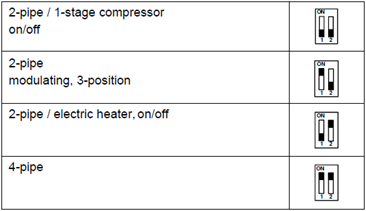 2-pipe / 1-stage compressor
on/off
ON
1 2
2-pipe
modulating, 3-position
ON
1 2
2-pipe / electric heater, on/off
ON
1 2
4-pipe
ON
1 2